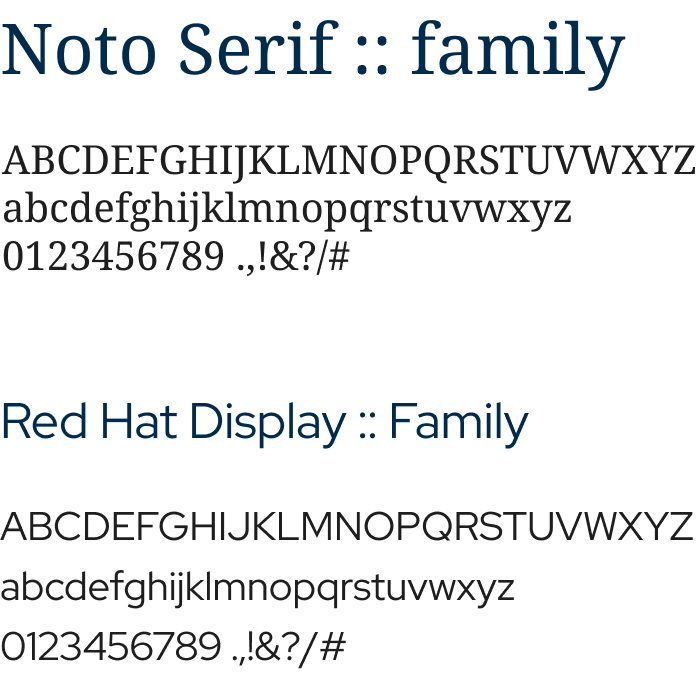 Noto Serif :: family
ABCDEFGHIJKLMNOPQRSTUVWXYZ
abcdefghijklmnopqrstuvwxyz
0123456789 .,!&?/#
Red Hat Display :: Family
ABCDEFGHIJKLMNOPQRSTUVWXYZ
abcdefghijklmnopqrstuvwxyz
0123456789 .,!&?/#